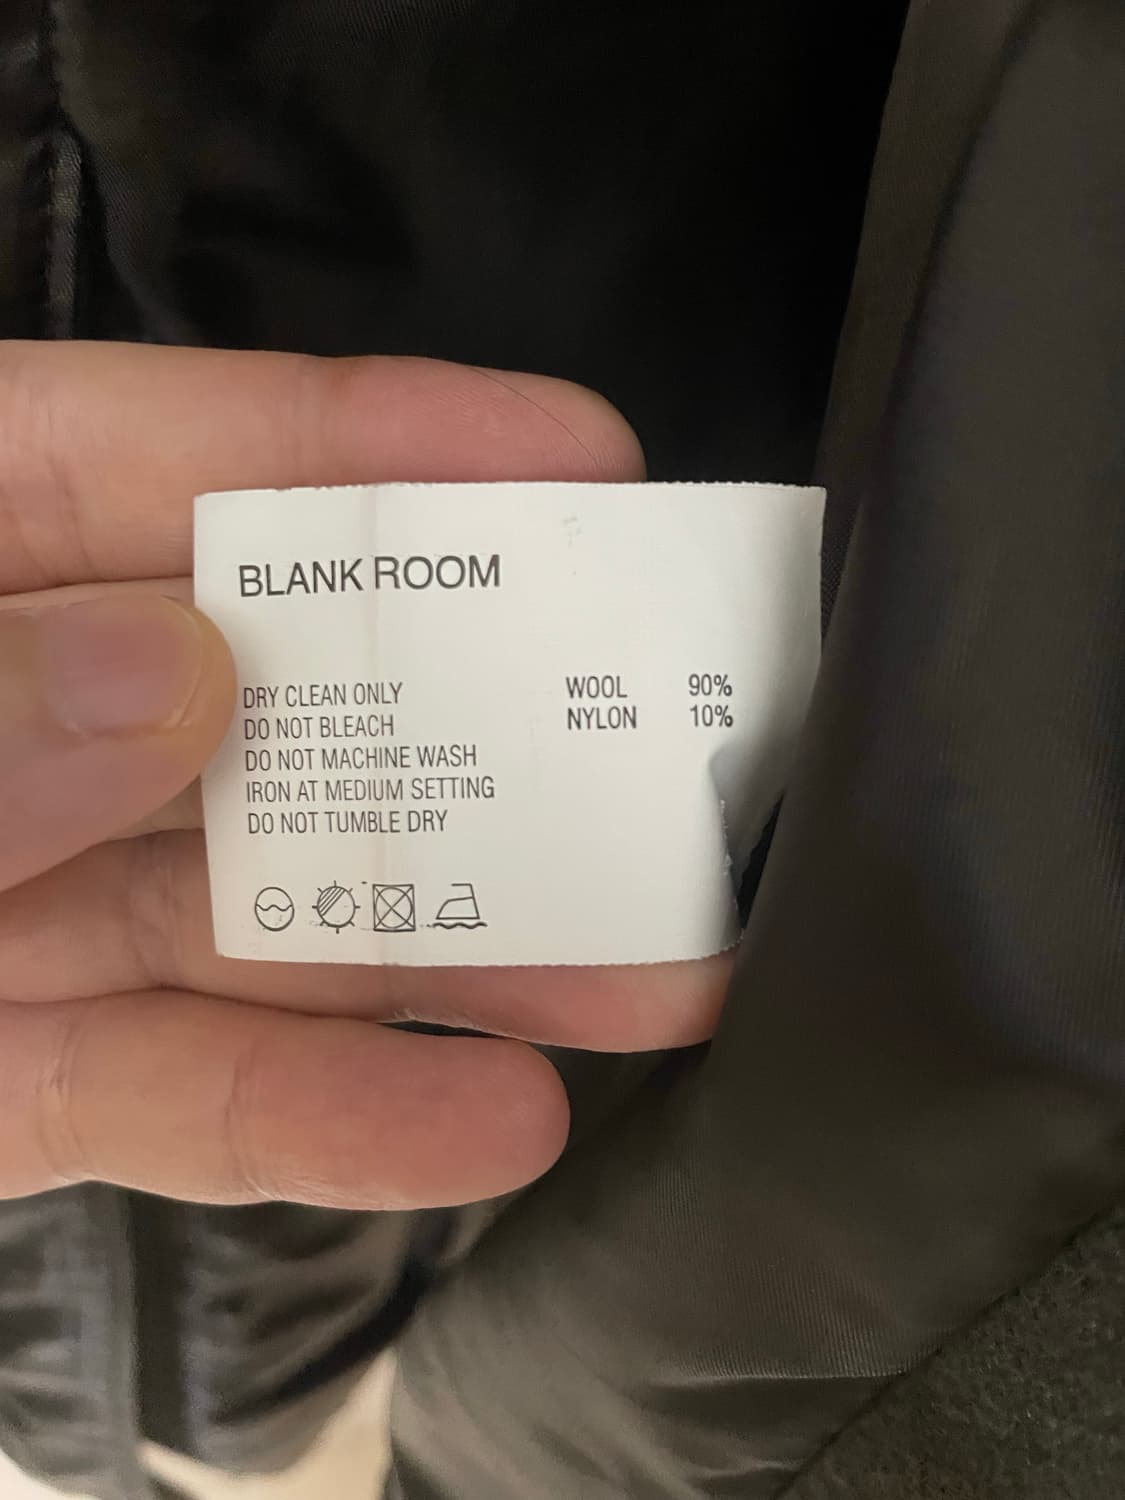 BLANK ROOM
DRY CLEAN ONLY
DO NOT BLEACH
DO NOT MACHINE WASH
IRON AT MEDIUM SETTING
DO NOT TUMBLE DRY
WOOL 90%
NYLON 10%